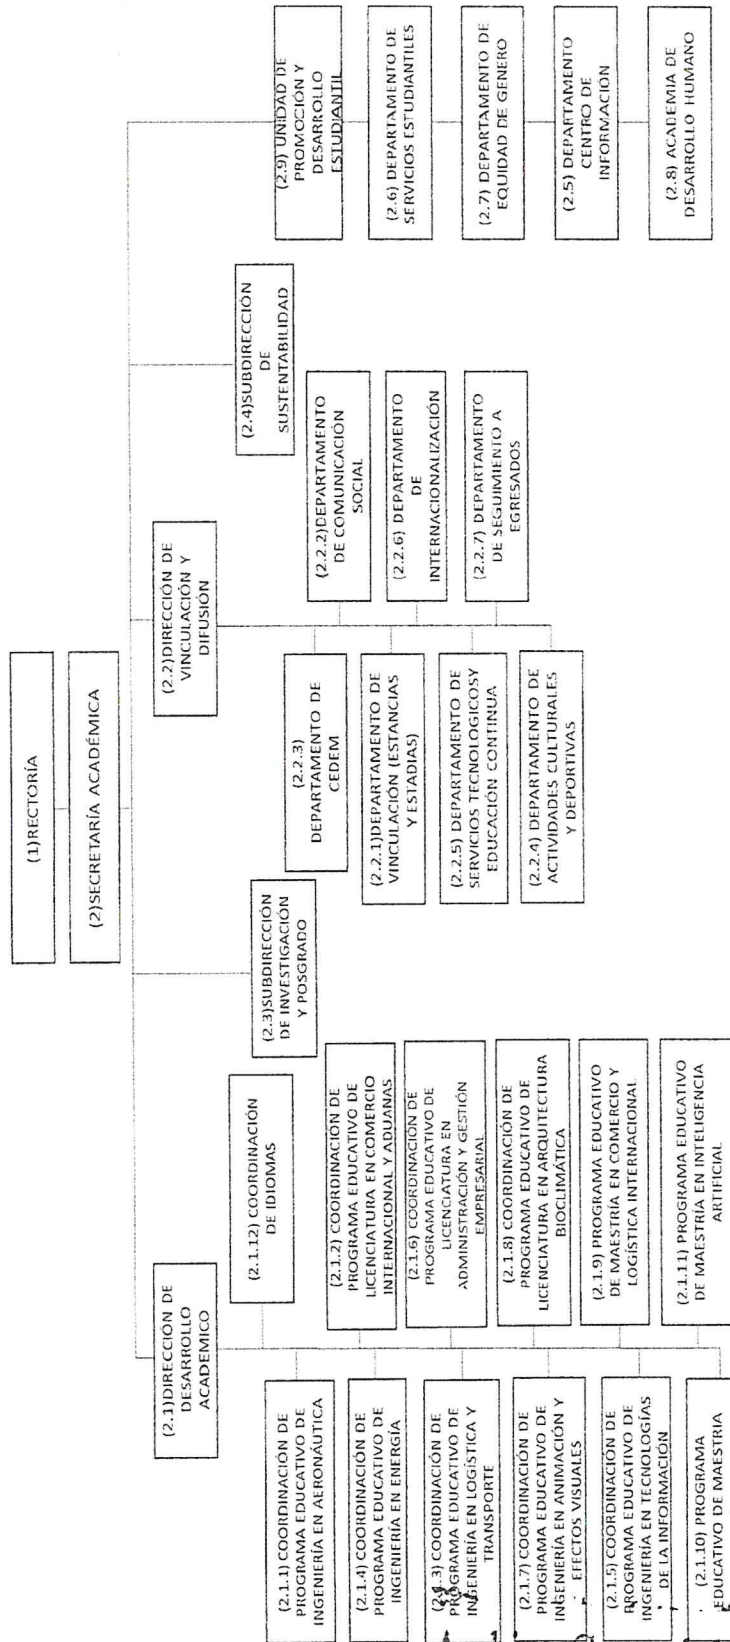 (1)RECTORÍA
(2)SECRETARÍA ACADÉMICA
(2.1)DIRECCIÓN DE
DESARROLLO
ACADEMICO
(2.1.12) COORDINACIÓN
DE IDIOMAS
(2.1.1) COORDINACIÓN DE
PROGRAMA EDUCATIVO DE
INGENIERÍA EN AERONÁUTICA
(2.1.2) COORDINACIÓN DE
PROGRAMA EDUCATIVO DE
LICENCIATURA EN COMERCIO
INTERNACIONAL Y ADUANAS
(2.1.4) COORDINACIÓN DE
PROGRAMA EDUCATIVO DE
INGENIERÍA EN ENERGÍA
(2.1.6) COORDINACIÓN DE
PROGRAMA EDUCATIVO DE
LICENCIATURA EN
ADMINISTRACIÓN Y GESTIÓN
EMPRESARIAL
(2.1.3) COORDINACIÓN DE
PROGRAMA EDUCATIVO DE
INGENIERÍA EN LOGÍSTICA Y
TRANSPORTE
(2.1.8) COORDINACIÓN DE
PROGRAMA EDUCATIVO DE
LICENCIATURA EN ARQUITECTURA
BIOCLIMÁTICA
(2.1.7) COORDINACIÓN DE
PROGRAMA EDUCATIVO DE
INGENIERÍA EN ANIMACIÓN Y
EFECTOS VISUALES
(2.1.9) PROGRAMA EDUCATIVO
DE MAESTRÍA EN COMERCIO Y
LOGÍSTICA INTERNACIONAL
(2.1.5) COORDINACIÓN DE
PROGRAMA EDUCATIVO DE
INGENIERÍA EN TECNOLOGÍAS
DE LA INFORMACIÓN
(2.1.11) PROGRAMA EDUCATIVO
DE MAESTRÍA EN INTELIGENCIA
ARTIFICIAL
(2.1.10) PROGRAMA
EDUCATIVO DE MAESTRIA
(2.3)SUBDIRECCIÓN
DE INVESTIGACIÓN
Y POSGRADO
(2.2)DIRECCIÓN DE
VINCULACIÓN Y
DIFUSIÓN
(2.2.3)
DEPARTAMENTO DE
CEDEM
(2.2.2)DEPARTAMENTO
DE COMUNICACIÓN
SOCIAL
(2.2.1)DEPARTAMENTO DE
VINCULACIÓN (ESTANCIAS
Y ESTADIAS)
(2.2.6) DEPARTAMENTO
DE
INTERNACIONALIZACIÓN
(2.2.5) DEPARTAMENTO DE
SERVICIOS TECNOLOGICOSY
EDUCACIÓN CONTINUA
(2.2.7) DEPARTAMENTO
DE SEGUIMIENTO A
EGRESADOS
(2.2.4) DEPARTAMENTO DE
ACTIVIDADES CULTURALES
Y DEPORTIVAS
(2.4)SUBDIRECCIÓN
DE
SUSTENTABILIDAD
(2.9) UNIDAD DE
PROMOCIÓN Y
DESARROLLO
ESTUDIANTIL
(2.6) DEPARTAMENTO DE
SERVICIOS ESTUDIANTILES
(2.7) DEPARTAMENTO DE
EQUIDAD DE GENERO
(2.5) DEPARTAMENTO
CENTRO DE
INFORMACIÓN
(2.8) ACADEMIA DE
DESARROLLO HUMANO